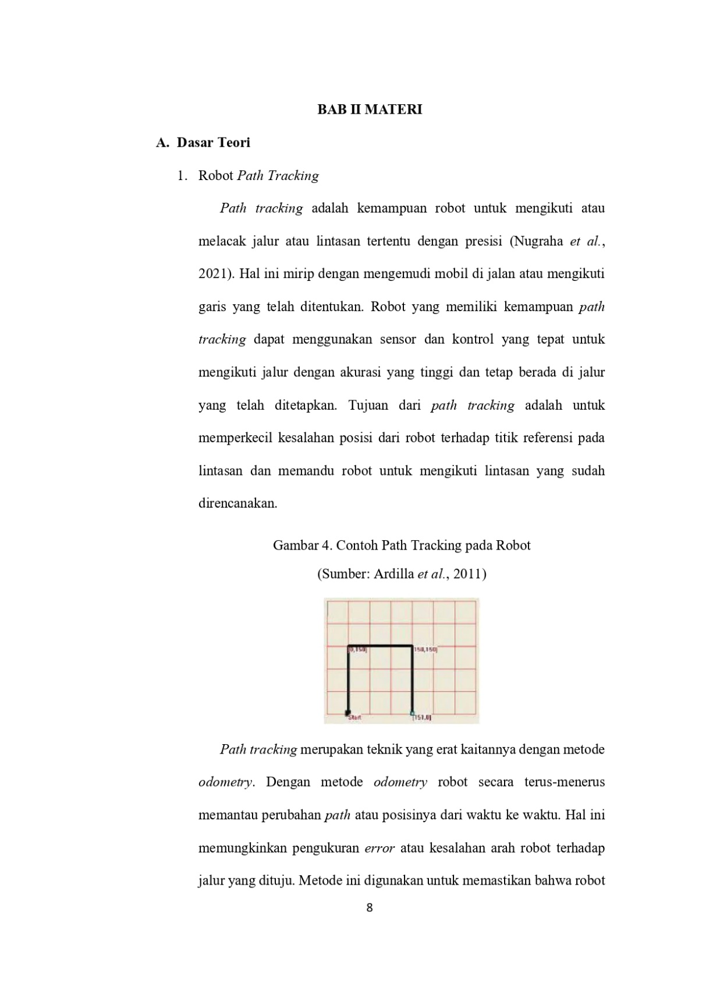 BAB II MATERI
A. Dasar Teori
1. Robot Path Tracking
Path tracking adalah kemampuan robot untuk mengikuti atau
melacak jalur atau lintasan tertentu dengan presisi (Nugraha et al.,
2021). Hal ini mirip dengan mengemudi mobil di jalan atau mengikuti
garis yang telah ditentukan. Robot yang memiliki kemampuan path
tracking dapat menggunakan sensor dan kontrol yang tepat untuk
mengikuti jalur dengan akurasi yang tinggi dan tetap berada di jalur
yang telah ditetapkan. Tujuan dari path tracking adalah untuk
memperkecil kesalahan posisi dari robot terhadap titik referensi pada
lintasan dan memandu robot untuk mengikuti lintasan yang sudah
direncanakan.
Gambar 4. Contoh Path Tracking pada Robot
(Sumber: Ardilla et al., 2011)
[0,150] 150,150]
Start [151,0]
Path tracking merupakan teknik yang erat kaitannya dengan metode
odometry. Dengan metode odometry robot secara terus-menerus
memantau perubahan path atau posisinya dari waktu ke waktu. Hal ini
memungkinkan pengukuran error atau kesalahan arah robot terhadap
jalur yang dituju. Metode ini digunakan untuk memastikan bahwa robot
8